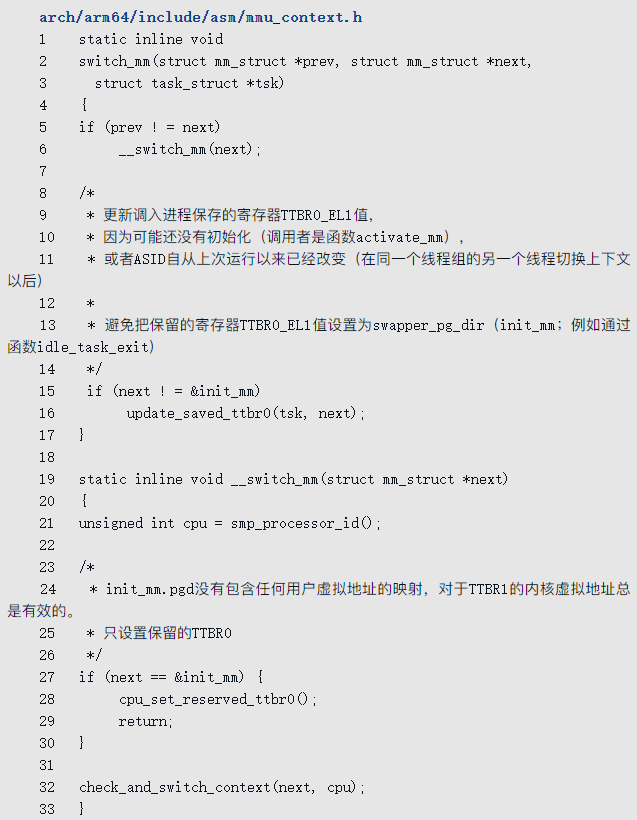 arch/arm64/include/asm/mmu_context.h
1    static inline void
2    switch_mm(struct mm_struct *prev, struct mm_struct *next,
3      struct task_struct *tsk)
4    {
5    if (prev ! = next)
6         __switch_mm(next);
7
8    /*
9     * 更新调入进程保存的寄存器TTBR0_EL1值，
10    * 因为可能还没有初始化（调用者是函数activate_mm），
11    * 或者ASID自从上次运行以来已经改变（在同一个线程组的另一个线程切换上下文
以后）
12    *
13    * 避免把保留的寄存器TTBR0_EL1值设置为swapper_pg_dir（init_mm；例如通过
函数idle_task_exit）
14    */
15    if (next ! = &init_mm)
16         update_saved_ttbr0(tsk, next);
17   }
18
19   static inline void __switch_mm(struct mm_struct *next)
20   {
21   unsigned int cpu = smp_processor_id();
22
23   /*
24    * init_mm.pgd没有包含任何用户虚拟地址的映射，对于TTBR1的内核虚拟地址总
是有效的。
25    * 只设置保留的TTBR0
26    */
27   if (next == &init_mm) {
28        cpu_set_reserved_ttbr0();
29        return;
30   }
31
32   check_and_switch_context(next, cpu);
33   }